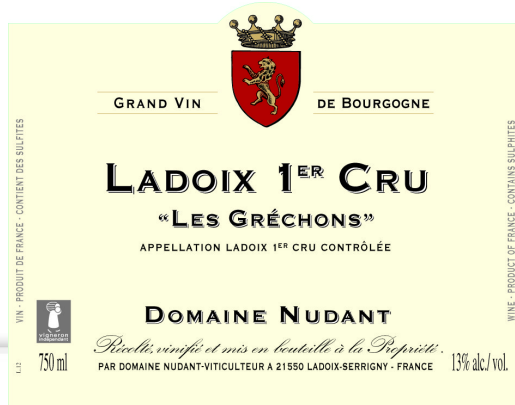 GRAND VIN DE BOURGOGNE
LADOIX 1ER CRU
“LES GRÉCHONS”
APPELLATION LADOIX 1ER CRU CONTRÔLÉE
DOMAINE NUDANT
Récolté, vinifié et mis en bouteille à la Propriété.
PAR DOMAINE NUDANT-VITICULTEUR A 21550 LADOIX-SERRIGNY - FRANCE
750 ml
13% alc./ vol.
vigneron
indépendant
L.12
VIN - PRODUIT DE FRANCE - CONTIENT DES SULFITES
WINE - PRODUCT OF FRANCE - CONTAINS SULPHITES